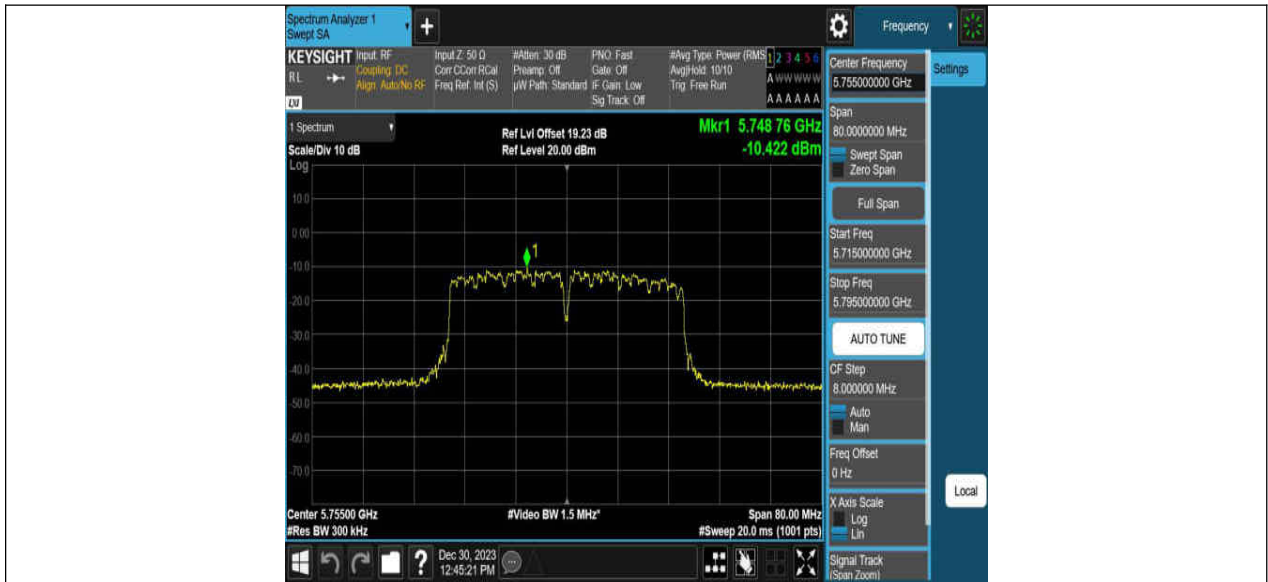 Spectrum Analyzer 1
Swept SA
+
Frequency
KEYSIGHT
RL
LXI
Input: RF
Coupling: DC
Align: Auto/No RF
Input Z: 50 Ω
Corr CCorr RCal
Freq Ref: Int (S)
#Atten: 30 dB
Preamp: Off
µW Path: Standard
PNO: Fast
Gate: Off
IF Gain: Low
Sig Track: Off
#Avg Type: Power (RMS
Avg|Hold: 10/10
Trig: Free Run
1 2 3 4 5 6
A W W W W W
A A A A A A
1 Spectrum
Scale/Div 10 dB
Ref Lvl Offset 19.23 dB
Ref Level 20.00 dBm
Mkr1 5.748 76 GHz
-10.422 dBm
Log
10.0
0.00
-10.0
-20.0
-30.0
-40.0
-50.0
-60.0
-70.0
1
Center 5.75500 GHz
#Res BW 300 kHz
#Video BW 1.5 MHz*
Span 80.00 MHz
#Sweep 20.0 ms (1001 pts)
?
Dec 30, 2023
12:45:21 PM
Center Frequency
5.755000000 GHz
Settings
Span
80.0000000 MHz
Swept Span
Zero Span
Full Span
Start Freq
5.715000000 GHz
Stop Freq
5.795000000 GHz
AUTO TUNE
CF Step
8.000000 MHz
Auto
Man
Freq Offset
0 Hz
X Axis Scale
Log
Lin
Local
Signal Track
(Span Zoom)